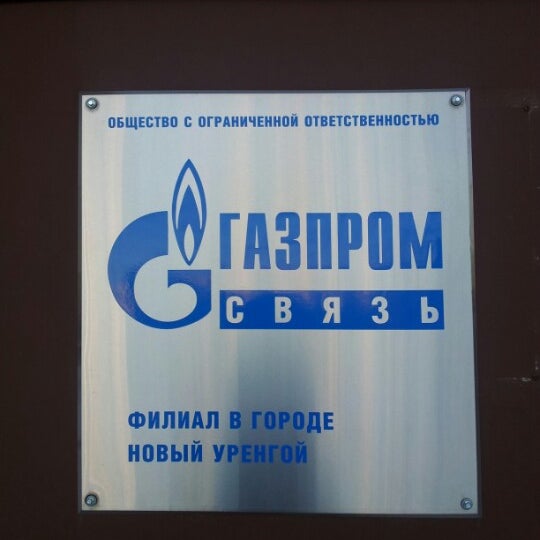 ОБЩЕСТВО С ОГРАНИЧЕННОЙ ОТВЕТСТВЕННОСТЬЮ
ГАЗПРОМ
СВЯЗЬ
ФИЛИАЛ В ГОРОДЕ
НОВЫЙ УРЕНГОЙ